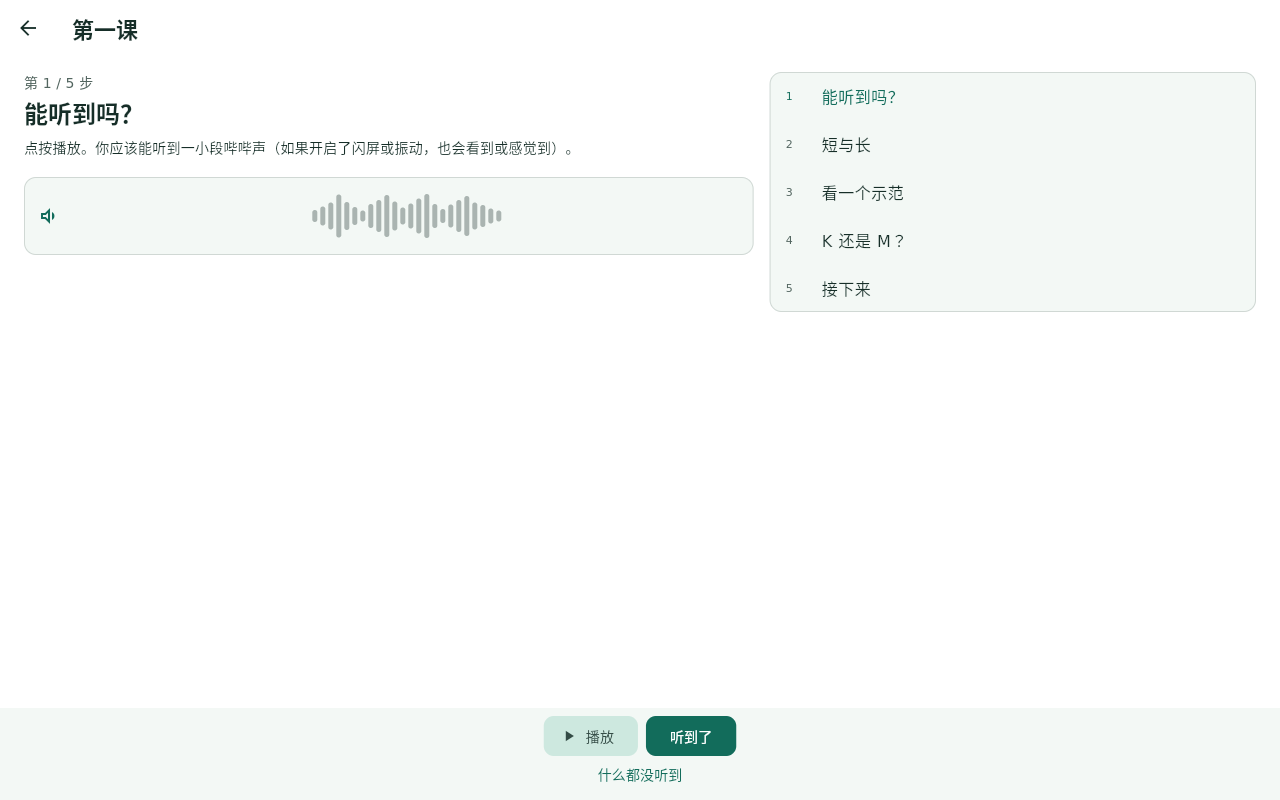 第一课
第 1 / 5 步
能听到吗？
点按播放。你应该能听到一小段哔哔声（如果开启了闪屏或振动，也会看到或感觉到）。
1 能听到吗？
2 短与长
3 看一个示范
4 K 还是 M？
5 接下来
播放
听到了
什么都没听到